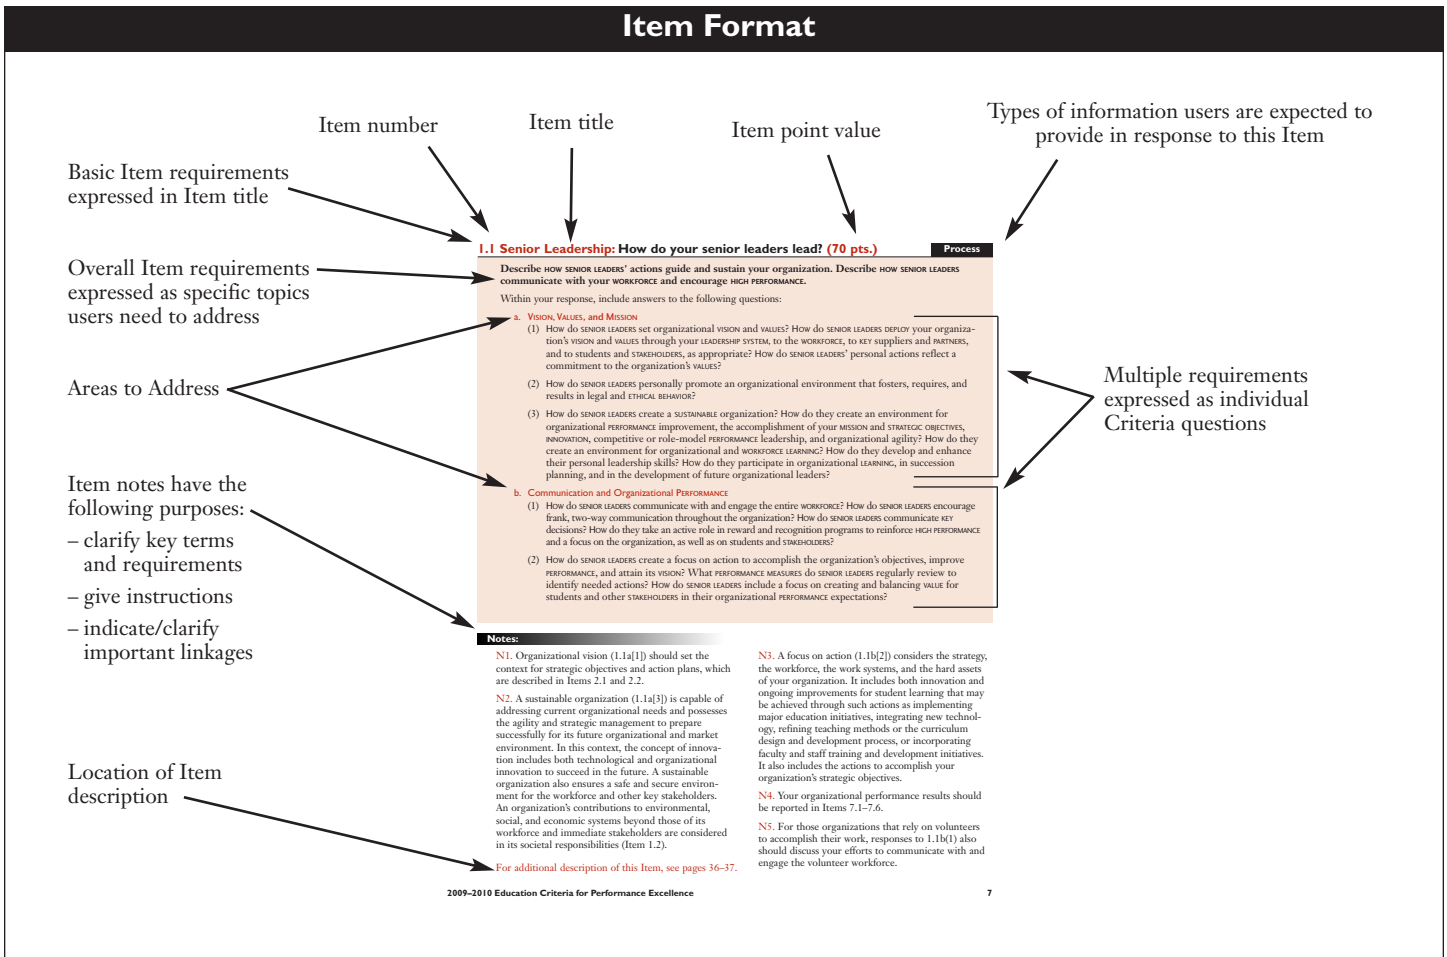 Item Format
Item number
Item title
Item point value
Types of information users are expected to
provide in response to this Item
Basic Item requirements
expressed in Item title
Overall Item requirements
expressed as specific topics
users need to address
Areas to Address
Item notes have the
following purposes:
– clarify key terms
and requirements
– give instructions
– indicate/clarify
important linkages
Location of Item
description
Multiple requirements
expressed as individual
Criteria questions
1.1 Senior Leadership: How do your senior leaders lead? (70 pts.)
Process
Describe HOW SENIOR LEADERS' actions guide and sustain your organization. Describe HOW SENIOR LEADERS
communicate with your WORKFORCE and encourage HIGH PERFORMANCE.
Within your response, include answers to the following questions:
a. VISION, VALUES, and MISSION
(1) HOW do SENIOR LEADERS set organizational VISION and VALUES? HOW do SENIOR LEADERS DEPLOY your organiza-
tion's VISION and VALUES through your LEADERSHIP SYSTEM, to the WORKFORCE, to KEY suppliers and PARTNERS,
and to students and STAKEHOLDERS, as appropriate? HOW do SENIOR LEADERS' personal actions reflect a
commitment to the organization's VALUES?
(2) HOW do SENIOR LEADERS personally promote an organizational environment that fosters, requires, and
results in legal and ETHICAL BEHAVIOR?
(3) HOW do SENIOR LEADERS create a SUSTAINABLE organization? HOW do they create an environment for
organizational PERFORMANCE improvement, the accomplishment of your MISSION and STRATEGIC OBJECTIVES,
INNOVATION, competitive or role-model PERFORMANCE leadership, and organizational agility? HOW do they
create an environment for organizational and WORKFORCE LEARNING? HOW do they develop and enhance
their personal leadership skills? HOW do they participate in organizational LEARNING, in succession
planning, and in the development of future organizational leaders?
b. Communication and Organizational PERFORMANCE
(1) HOW do SENIOR LEADERS communicate with and engage the entire WORKFORCE? HOW do SENIOR LEADERS encourage
frank, two-way communication throughout the organization? HOW do SENIOR LEADERS communicate KEY
decisions? HOW do they take an active role in reward and recognition programs to reinforce HIGH PERFORMANCE
and a focus on the organization, as well as on students and STAKEHOLDERS?
(2) HOW do SENIOR LEADERS create a focus on action to accomplish the organization's objectives, improve
PERFORMANCE, and attain its VISION? What PERFORMANCE MEASURES do SENIOR LEADERS regularly review to
identify needed actions? HOW do SENIOR LEADERS include a focus on creating and balancing VALUE for
students and other STAKEHOLDERS in their organizational PERFORMANCE expectations?
Notes:
N1. Organizational vision (1.1a[1]) should set the
context for strategic objectives and action plans, which
are described in Items 2.1 and 2.2.
N2. A sustainable organization (1.1a[3]) is capable of
addressing current organizational needs and possesses
the agility and strategic management to prepare
successfully for its future organizational and market
environment. In this context, the concept of innova-
tion includes both technological and organizational
innovation to succeed in the future. A sustainable
organization also ensures a safe and secure environ-
ment for the workforce and other key stakeholders.
An organization's contributions to environmental,
social, and economic systems beyond those of its
workforce and immediate stakeholders are considered
in its societal responsibilities (Item 1.2).
For additional description of this Item, see pages 36–37.
N3. A focus on action (1.1b[2]) considers the strategy,
the workforce, the work systems, and the hard assets
of your organization. It includes both innovation and
ongoing improvements for student learning that may
be achieved through such actions as implementing
major education initiatives, integrating new technol-
ogy, refining teaching methods or the curriculum
design and development process, or incorporating
faculty and staff training and development initiatives.
It also includes the actions to accomplish your
organization's strategic objectives.
N4. Your organizational performance results should
be reported in Items 7.1–7.6.
N5. For those organizations that rely on volunteers
to accomplish their work, responses to 1.1b(1) also
should discuss your efforts to communicate with and
engage the volunteer workforce.
2009–2010 Education Criteria for Performance Excellence
7